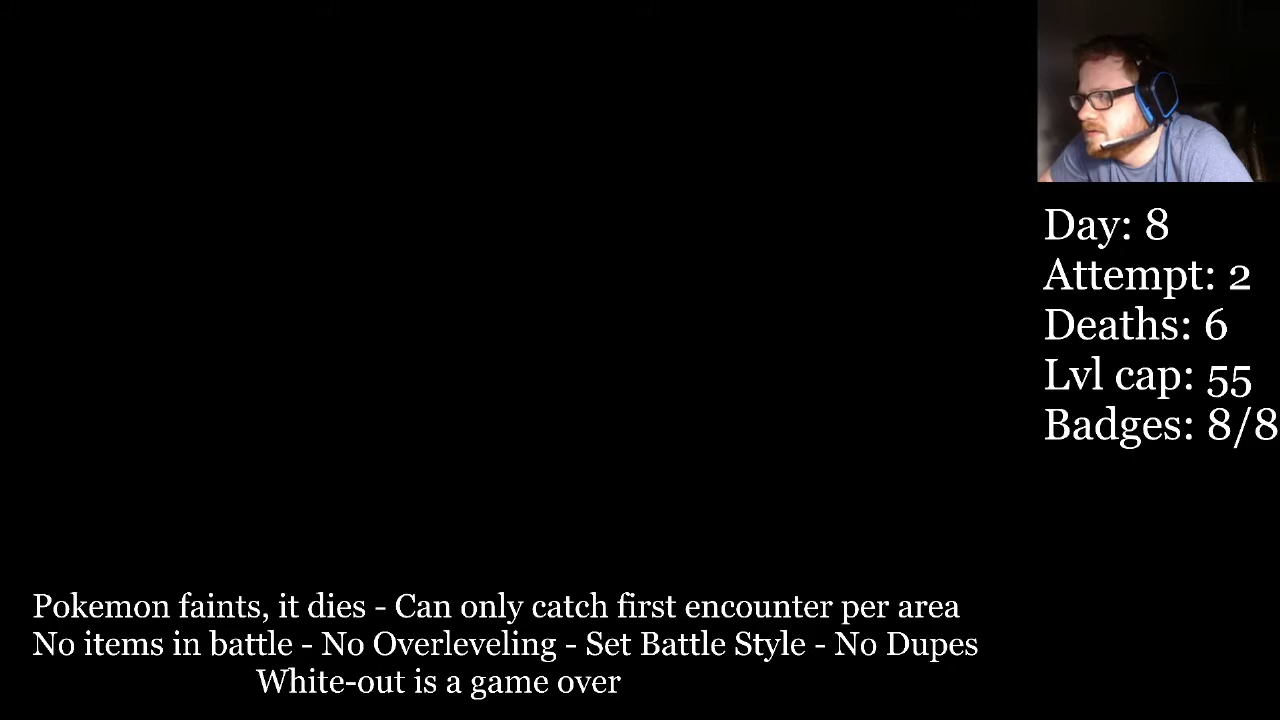 Day: 8
Attempt: 2
Deaths: 6
Lvl cap: 55
Badges: 8/8
Pokemon faints, it dies - Can only catch first encounter per area
No items in battle - No Overleveling - Set Battle Style - No Dupes
White-out is a game over